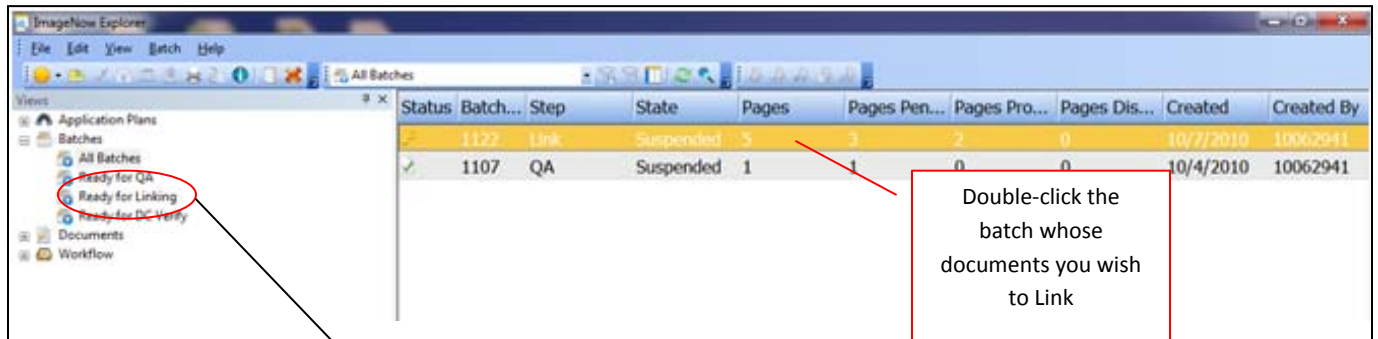 ImageNow Explorer
File Edit View Batch Help
All Batches
Views
Application Plans
Batches
All Batches
Ready for QA
Ready for Linking
Ready for DC Verify
Documents
Workflow
Status Batch... Step State Pages Pages Pen... Pages Pro... Pages Dis... Created Created By
1122 Link Suspended 5 3 2 0 10/7/2010 10062941
1107 QA Suspended 1 1 0 0 10/4/2010 10062941
Double-click the
batch whose
documents you wish
to Link